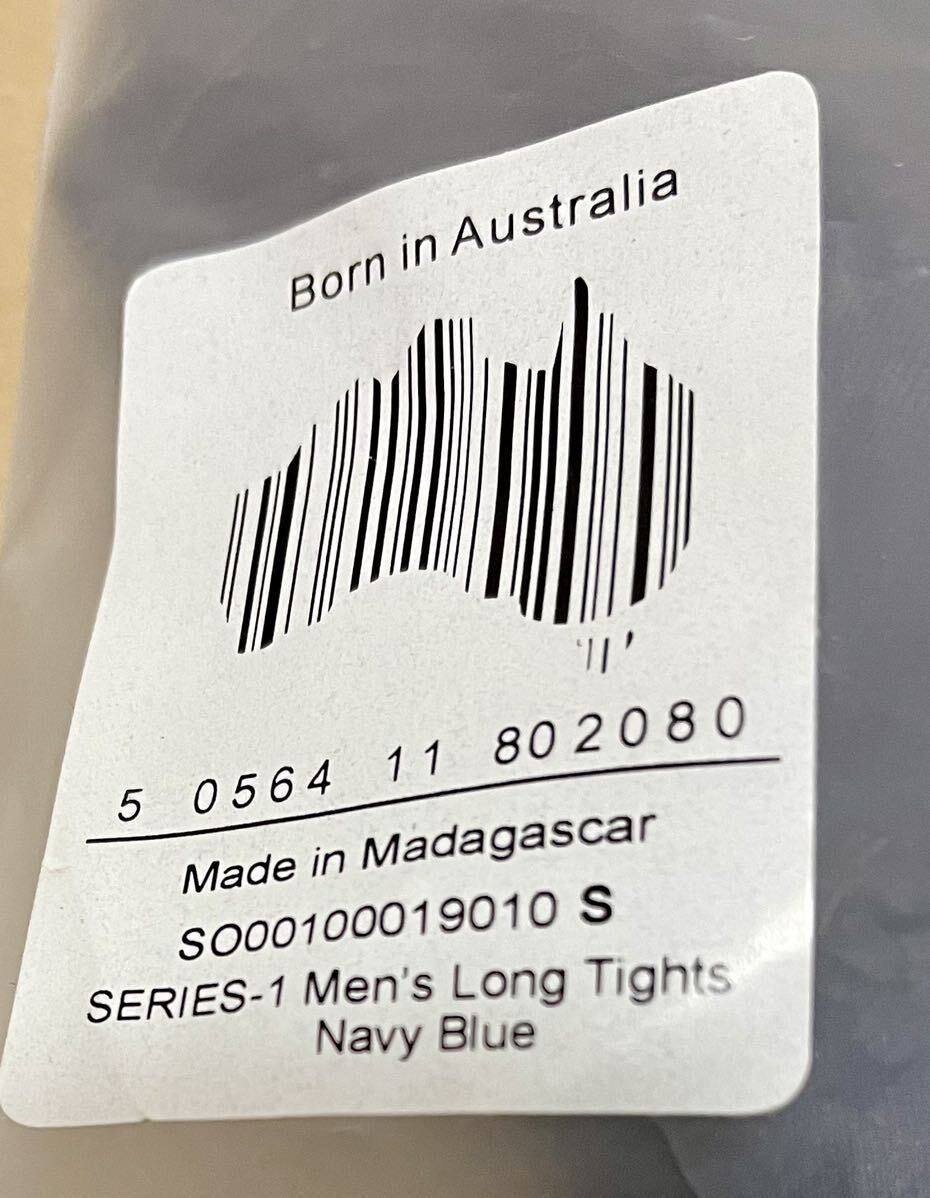 Born in Australia
5 0564 11 802080
Made in Madagascar
SO00100019010 S
SERIES-1 Men's Long Tights
Navy Blue